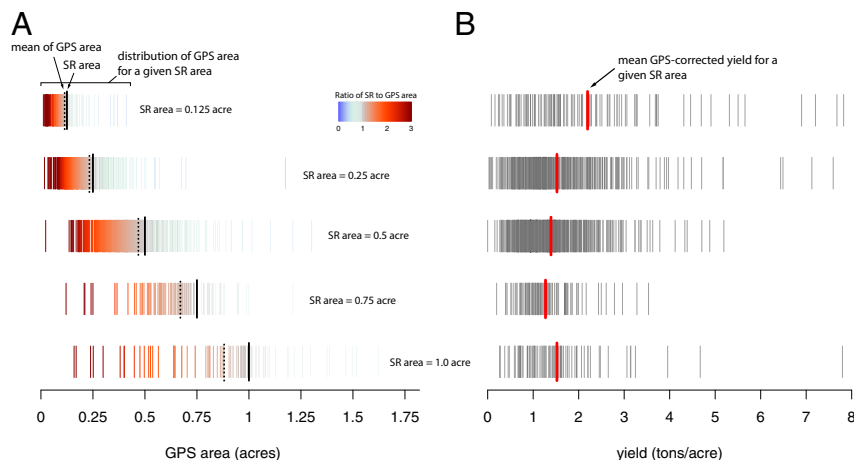 A
mean of GPS area
SR area
distribution of GPS area
for a given SR area
SR area = 0.125 acre
Ratio of SR to GPS area
0 1 2 3
SR area = 0.25 acre
SR area = 0.5 acre
SR area = 0.75 acre
SR area = 1.0 acre
0 0.25 0.5 0.75 1 1.25 1.5 1.75
GPS area (acres)
B
mean GPS-corrected yield for a
given SR area
0 1 2 3 4 5 6 7 8
yield (tons/acre)